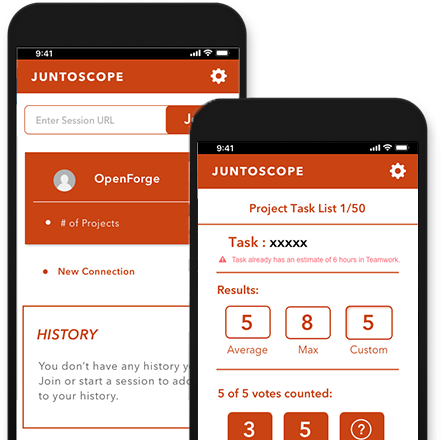 9:41
JUNTOSCOPE
Enter Session URL
OpenForge
# of Projects
New Connection
HISTORY
You don't have any history
Join or start a session to add
to your history.
9:41
JUNTOSCOPE
Project Task List 1/50
Task : xxxxx
Task already has an estimate of 6 hours in Teamwork.
Results:
5 8 5
Average Max Custom
5 of 5 votes counted:
3 5 ?